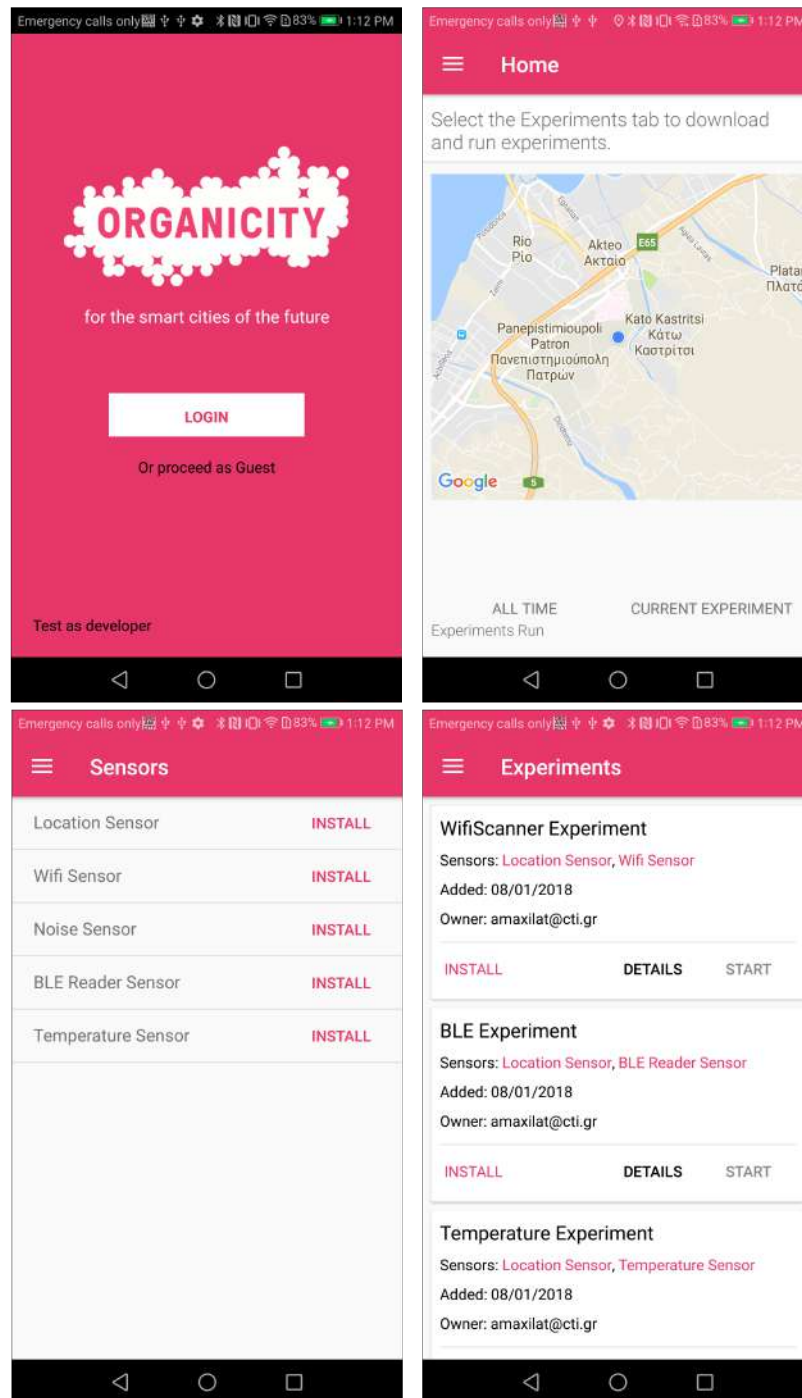 Emergency calls only 83% 1:12 PM
ORGANICITY
for the smart cities of the future
LOGIN
Or proceed as Guest
Test as developer
Emergency calls only 83% 1:12 PM
Home
Select the Experiments tab to download
and run experiments.
Rio
Ρίο
Akteo
Ακταίο
E65
Platan
Πλατά
Panepistimioupoli
Patron
Πανεπιστημιούπολη
Πατρών
Kato Kastritsi
Κάτω
Καστρίτσι
Google
5
ALL TIME
CURRENT EXPERIMENT
Experiments Run
Emergency calls only 83% 1:12 PM
Sensors
Location Sensor INSTALL
Wifi Sensor INSTALL
Noise Sensor INSTALL
BLE Reader Sensor INSTALL
Temperature Sensor INSTALL
Emergency calls only 83% 1:12 PM
Experiments
WifiScanner Experiment
Sensors: Location Sensor, Wifi Sensor
Added: 08/01/2018
Owner: amaxilat@cti.gr
INSTALL DETAILS START
BLE Experiment
Sensors: Location Sensor, BLE Reader Sensor
Added: 08/01/2018
Owner: amaxilat@cti.gr
INSTALL DETAILS START
Temperature Experiment
Sensors: Location Sensor, Temperature Sensor
Added: 08/01/2018
Owner: amaxilat@cti.gr